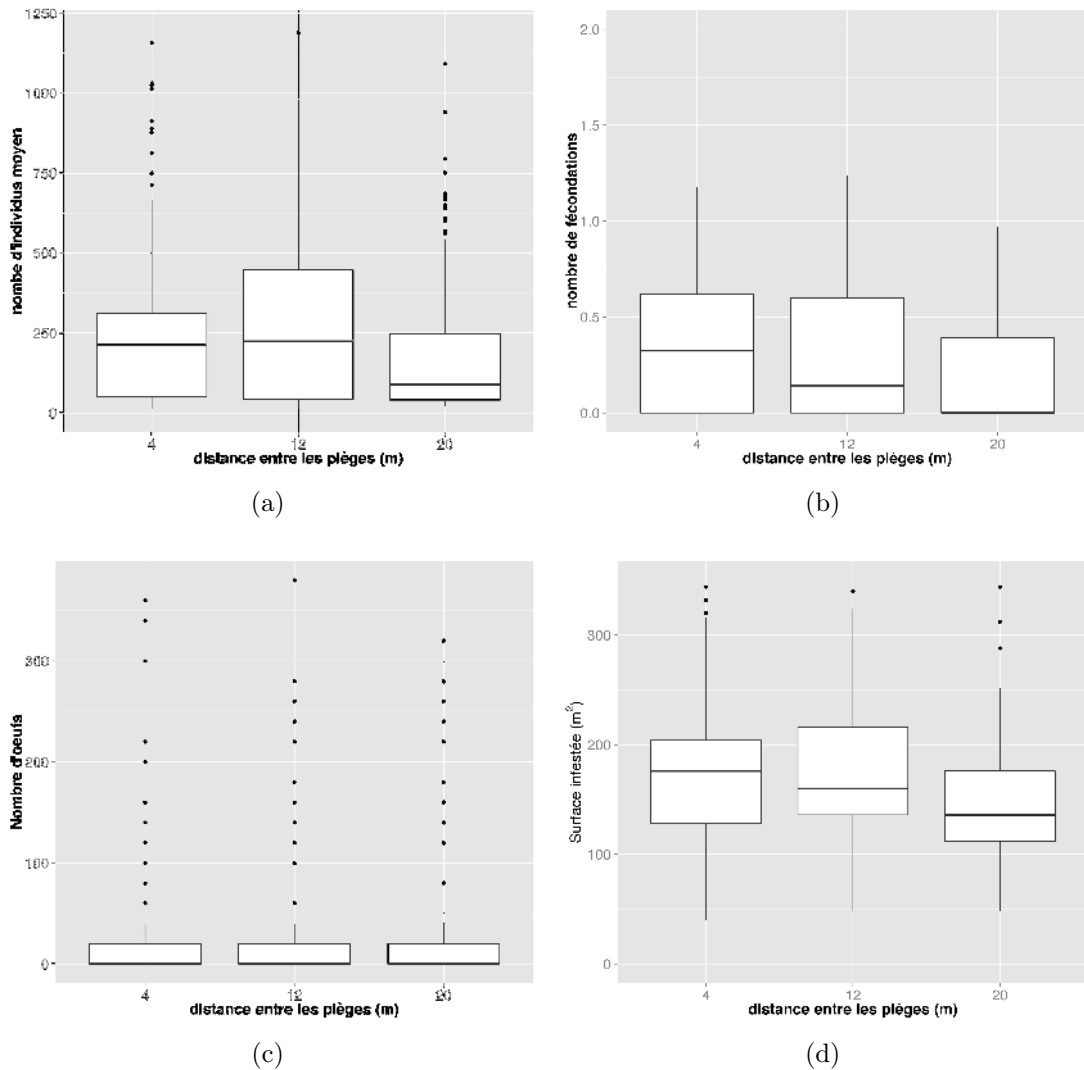 1250
1000
750
500
250
0
nombe d'individus moyen
4
12
20
distance entre les pièges (m)
(a)
2.0
1.5
1.0
0.5
0.0
nombre de fécondations
4
12
20
distance entre les pièges (m)
(b)
300
200
100
0
Nombre d'oeufs
4
12
20
distance entre les pièges (m)
(c)
300
200
100
0
Surface infestée (m²)
4
12
20
distance entre les pièges (m)
(d)